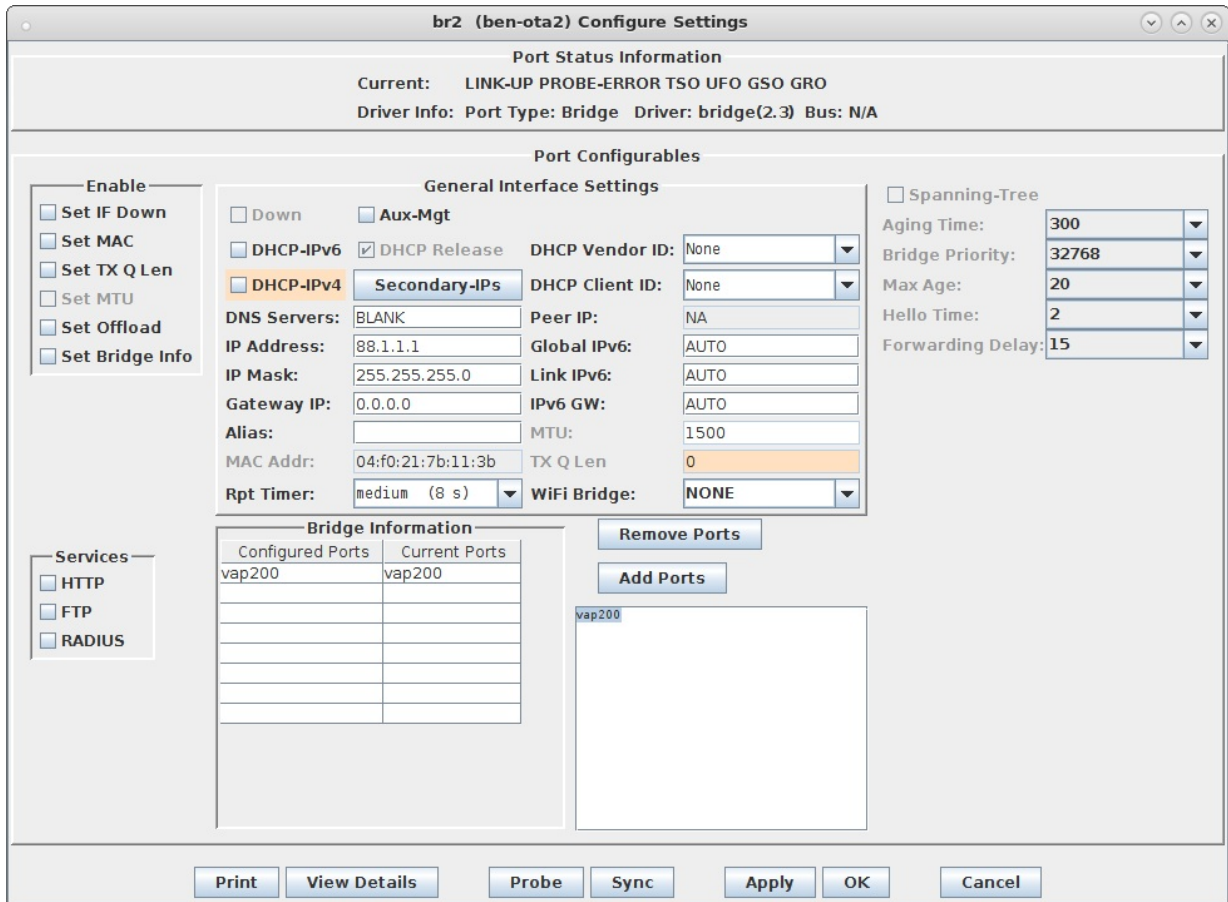 br2 (ben-ota2) Configure Settings
Port Status Information
Current: LINK-UP PROBE-ERROR TSO UFO GSO GRO
Driver Info: Port Type: Bridge Driver: bridge(2.3) Bus: N/A
Port Configurables
Enable
Set IF Down
Set MAC
Set TX Q Len
Set MTU
Set Offload
Set Bridge Info
General Interface Settings
Down Aux-Mgt
DHCP-IPv6 DHCP Release DHCP Vendor ID: None
DHCP-IPv4 Secondary-IPs DHCP Client ID: None
DNS Servers: BLANK Peer IP: NA
IP Address: 88.1.1.1 Global IPv6: AUTO
IP Mask: 255.255.255.0 Link IPv6: AUTO
Gateway IP: 0.0.0.0 IPv6 GW: AUTO
Alias: MTU: 1500
MAC Addr: 04:f0:21:7b:11:3b TX Q Len 0
Rpt Timer: medium (8 s) WiFi Bridge: NONE
Spanning-Tree
Aging Time: 300
Bridge Priority: 32768
Max Age: 20
Hello Time: 2
Forwarding Delay: 15
Services
HTTP
FTP
RADIUS
Bridge Information
Configured Ports Current Ports
vap200 vap200
Remove Ports
Add Ports
vap200
Print View Details Probe Sync Apply OK Cancel